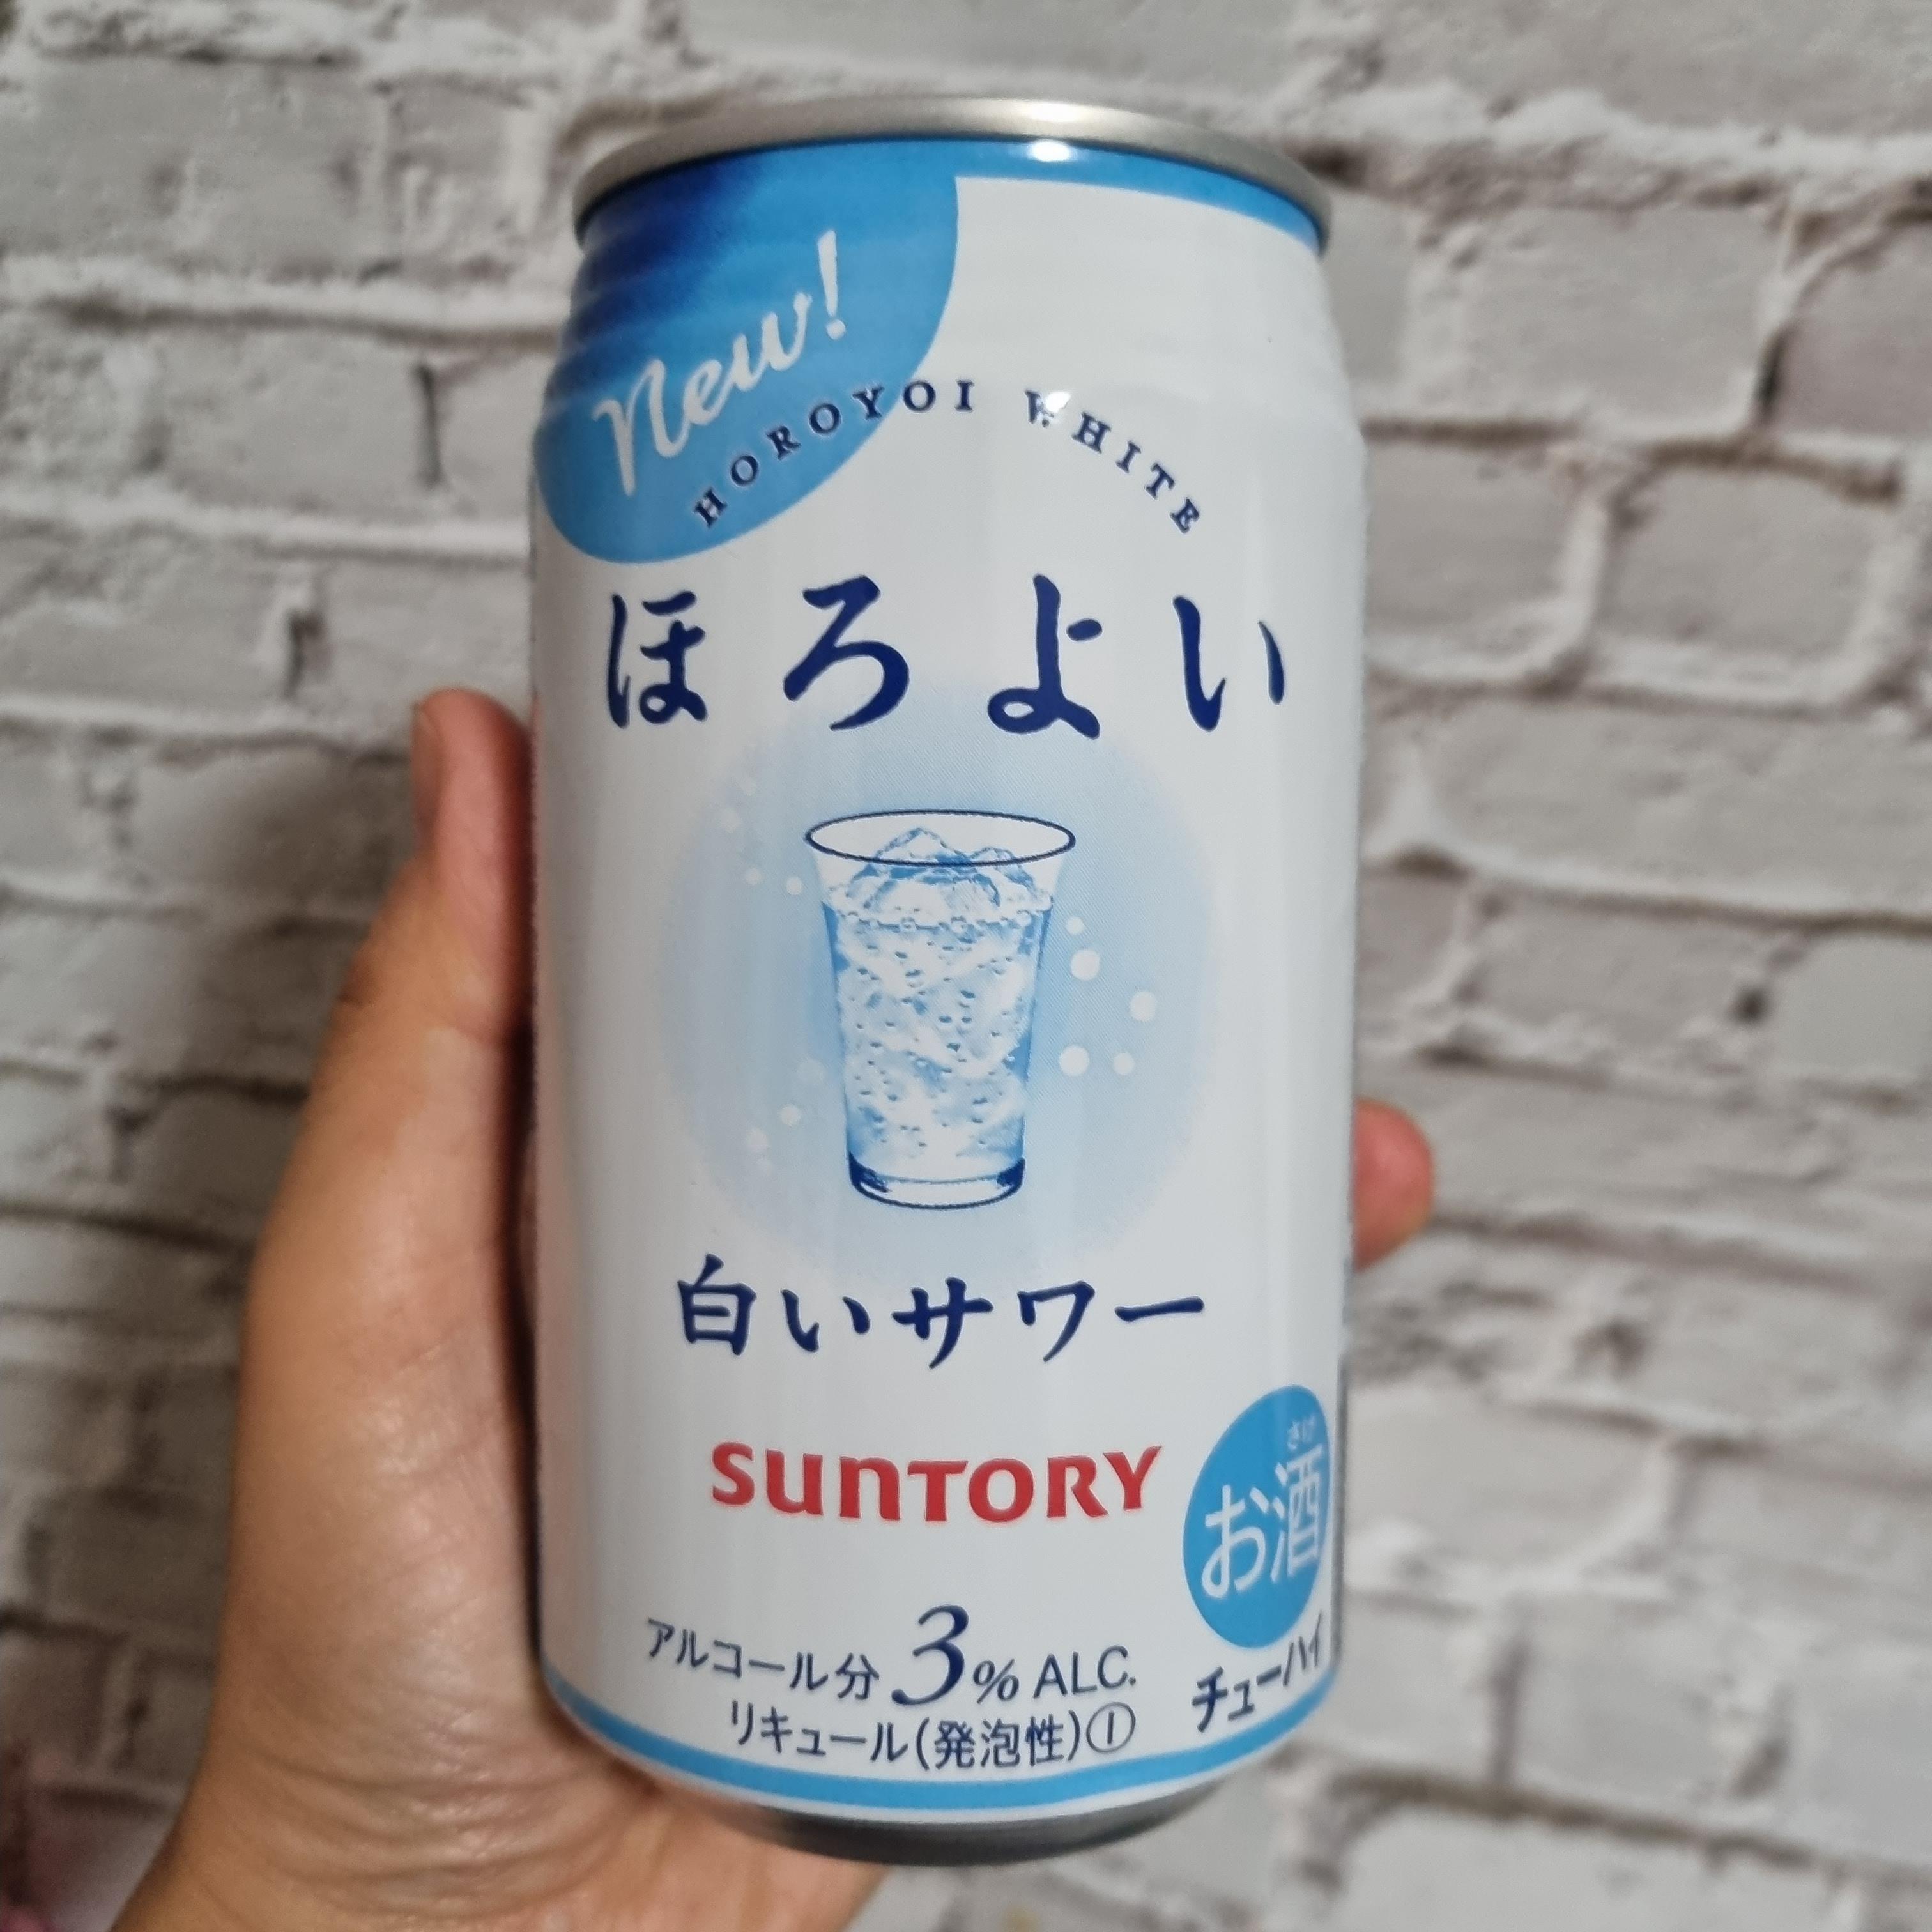 New!
HOROYOI WHITE
ほろよい
白いサワー
SUNTORY
さけ
お酒
アルコール分 3% ALC.
リキュール(発泡性)①
チューハイ